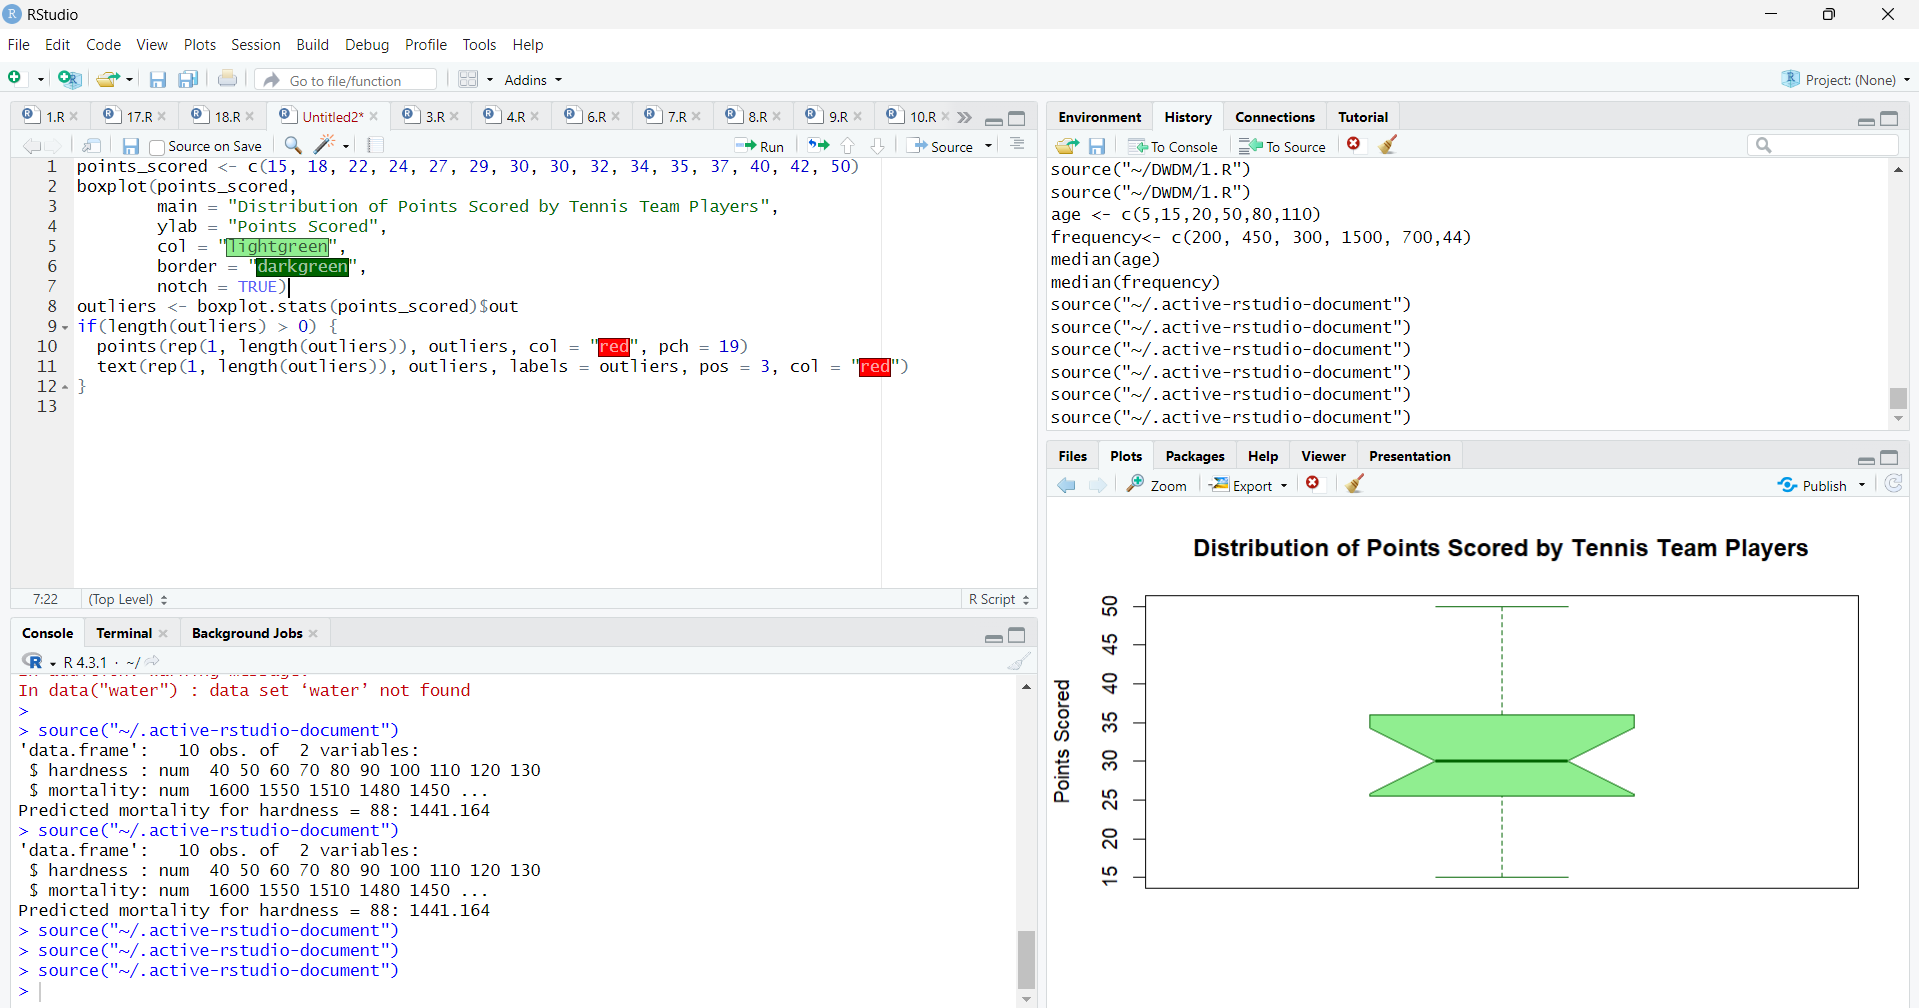 RStudio
File Edit Code View Plots Session Build Debug Profile Tools Help
Go to file/function Addins Project: (None)
1.R 17.R 18.R Untitled2* 3.R 4.R 6.R 7.R 8.R 9.R 10.R
Source on Save Run Source
1 points_scored <- c(15, 18, 22, 24, 27, 29, 30, 30, 32, 34, 35, 37, 40, 42, 50)
2 boxplot(points_scored,
3 main = "Distribution of Points Scored by Tennis Team Players",
4 ylab = "Points Scored",
5 col = "lightgreen",
6 border = "darkgreen",
7 notch = TRUE)
8 outliers <- boxplot.stats(points_scored)$out
9 if(length(outliers) > 0) {
10 points(rep(1, length(outliers)), outliers, col = "red", pch = 19)
11 text(rep(1, length(outliers)), outliers, labels = outliers, pos = 3, col = "red")
12 }
13
7:22 (Top Level) R Script
Console Terminal Background Jobs
R 4.3.1 · ~/
In data("water") : data set ‘water’ not found
>
> source("~/.active-rstudio-document")
'data.frame': 10 obs. of 2 variables:
$ hardness : num 40 50 60 70 80 90 100 110 120 130
$ mortality: num 1600 1550 1510 1480 1450 ...
Predicted mortality for hardness = 88: 1441.164
> source("~/.active-rstudio-document")
'data.frame': 10 obs. of 2 variables:
$ hardness : num 40 50 60 70 80 90 100 110 120 130
$ mortality: num 1600 1550 1510 1480 1450 ...
Predicted mortality for hardness = 88: 1441.164
> source("~/.active-rstudio-document")
> source("~/.active-rstudio-document")
> source("~/.active-rstudio-document")
>
Environment History Connections Tutorial
To Console To Source
source("~/DWDM/1.R")
source("~/DWDM/1.R")
age <- c(5,15,20,50,80,110)
frequency<- c(200, 450, 300, 1500, 700,44)
median(age)
median(frequency)
source("~/.active-rstudio-document")
source("~/.active-rstudio-document")
source("~/.active-rstudio-document")
source("~/.active-rstudio-document")
source("~/.active-rstudio-document")
source("~/.active-rstudio-document")
Files Plots Packages Help Viewer Presentation
Zoom Export Publish
Distribution of Points Scored by Tennis Team Players
Points Scored
50
45
40
35
30
25
20
15